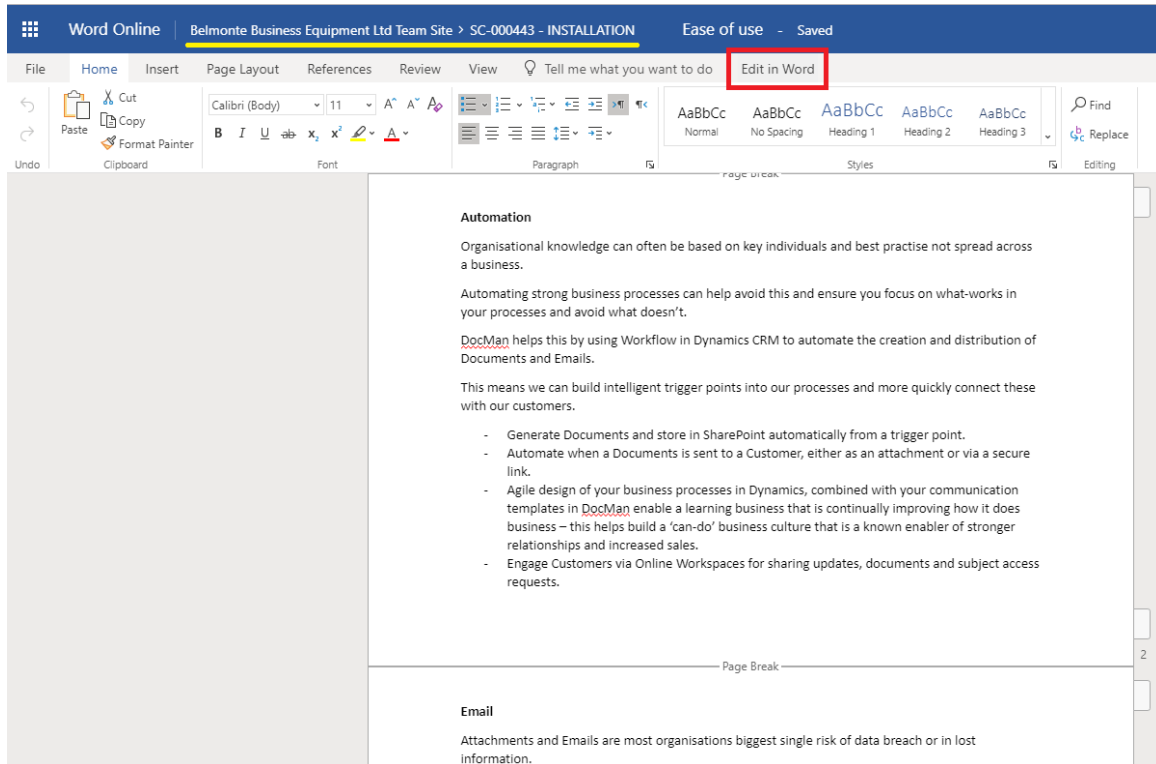 Word Online Belmonte Business Equipment Ltd Team Site > SC-000443 - INSTALLATION Ease of use - Saved
File Home Insert Page Layout References Review View Tell me what you want to do Edit in Word
Cut
Copy
Format Painter
Paste
Calibri (Body) 11
B I U ab x₂ x²
AaBbCc AaBbCc AaBbCc AaBbCc AaBbCc
Normal No Spacing Heading 1 Heading 2 Heading 3
Find
Replace
Undo Clipboard Font Paragraph Styles Editing
Page Break
Automation
Organisational knowledge can often be based on key individuals and best practise not spread across
a business.
Automating strong business processes can help avoid this and ensure you focus on what-works in
your processes and avoid what doesn't.
DocMan helps this by using Workflow in Dynamics CRM to automate the creation and distribution of
Documents and Emails.
This means we can build intelligent trigger points into our processes and more quickly connect these
with our customers.
- Generate Documents and store in SharePoint automatically from a trigger point.
- Automate when a Documents is sent to a Customer, either as an attachment or via a secure
link.
- Agile design of your business processes in Dynamics, combined with your communication
templates in DocMan enable a learning business that is continually improving how it does
business – this helps build a 'can-do' business culture that is a known enabler of stronger
relationships and increased sales.
- Engage Customers via Online Workspaces for sharing updates, documents and subject access
requests.
2
Page Break
Email
Attachments and Emails are most organisations biggest single risk of data breach or in lost
information.